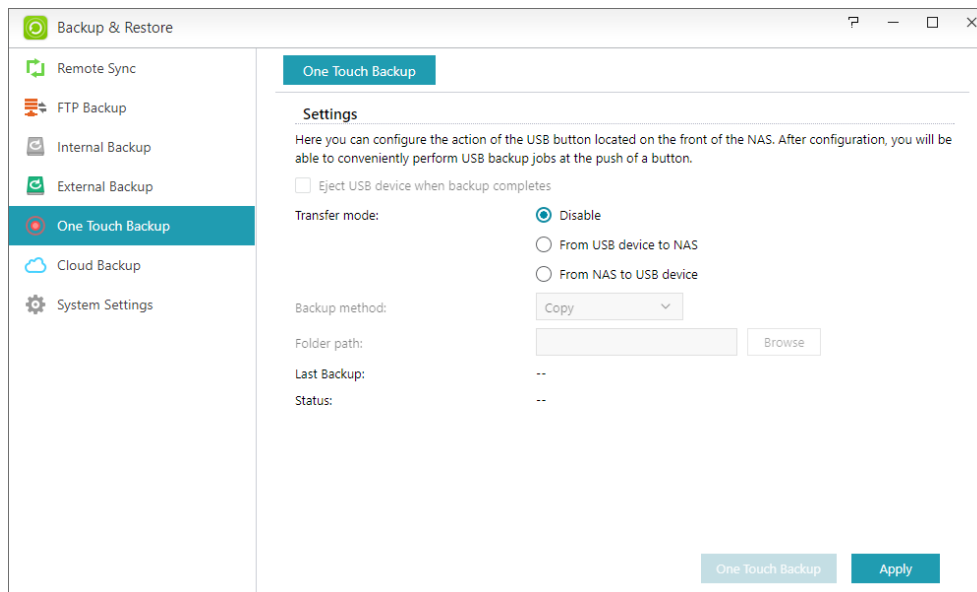 Backup & Restore
Remote Sync
FTP Backup
Internal Backup
External Backup
One Touch Backup
Cloud Backup
System Settings
One Touch Backup
Settings
Here you can configure the action of the USB button located on the front of the NAS. After configuration, you will be
able to conveniently perform USB backup jobs at the push of a button.
Eject USB device when backup completes
Transfer mode:
Disable
From USB device to NAS
From NAS to USB device
Backup method:
Copy
Folder path:
Browse
Last Backup:
--
Status:
--
One Touch Backup
Apply